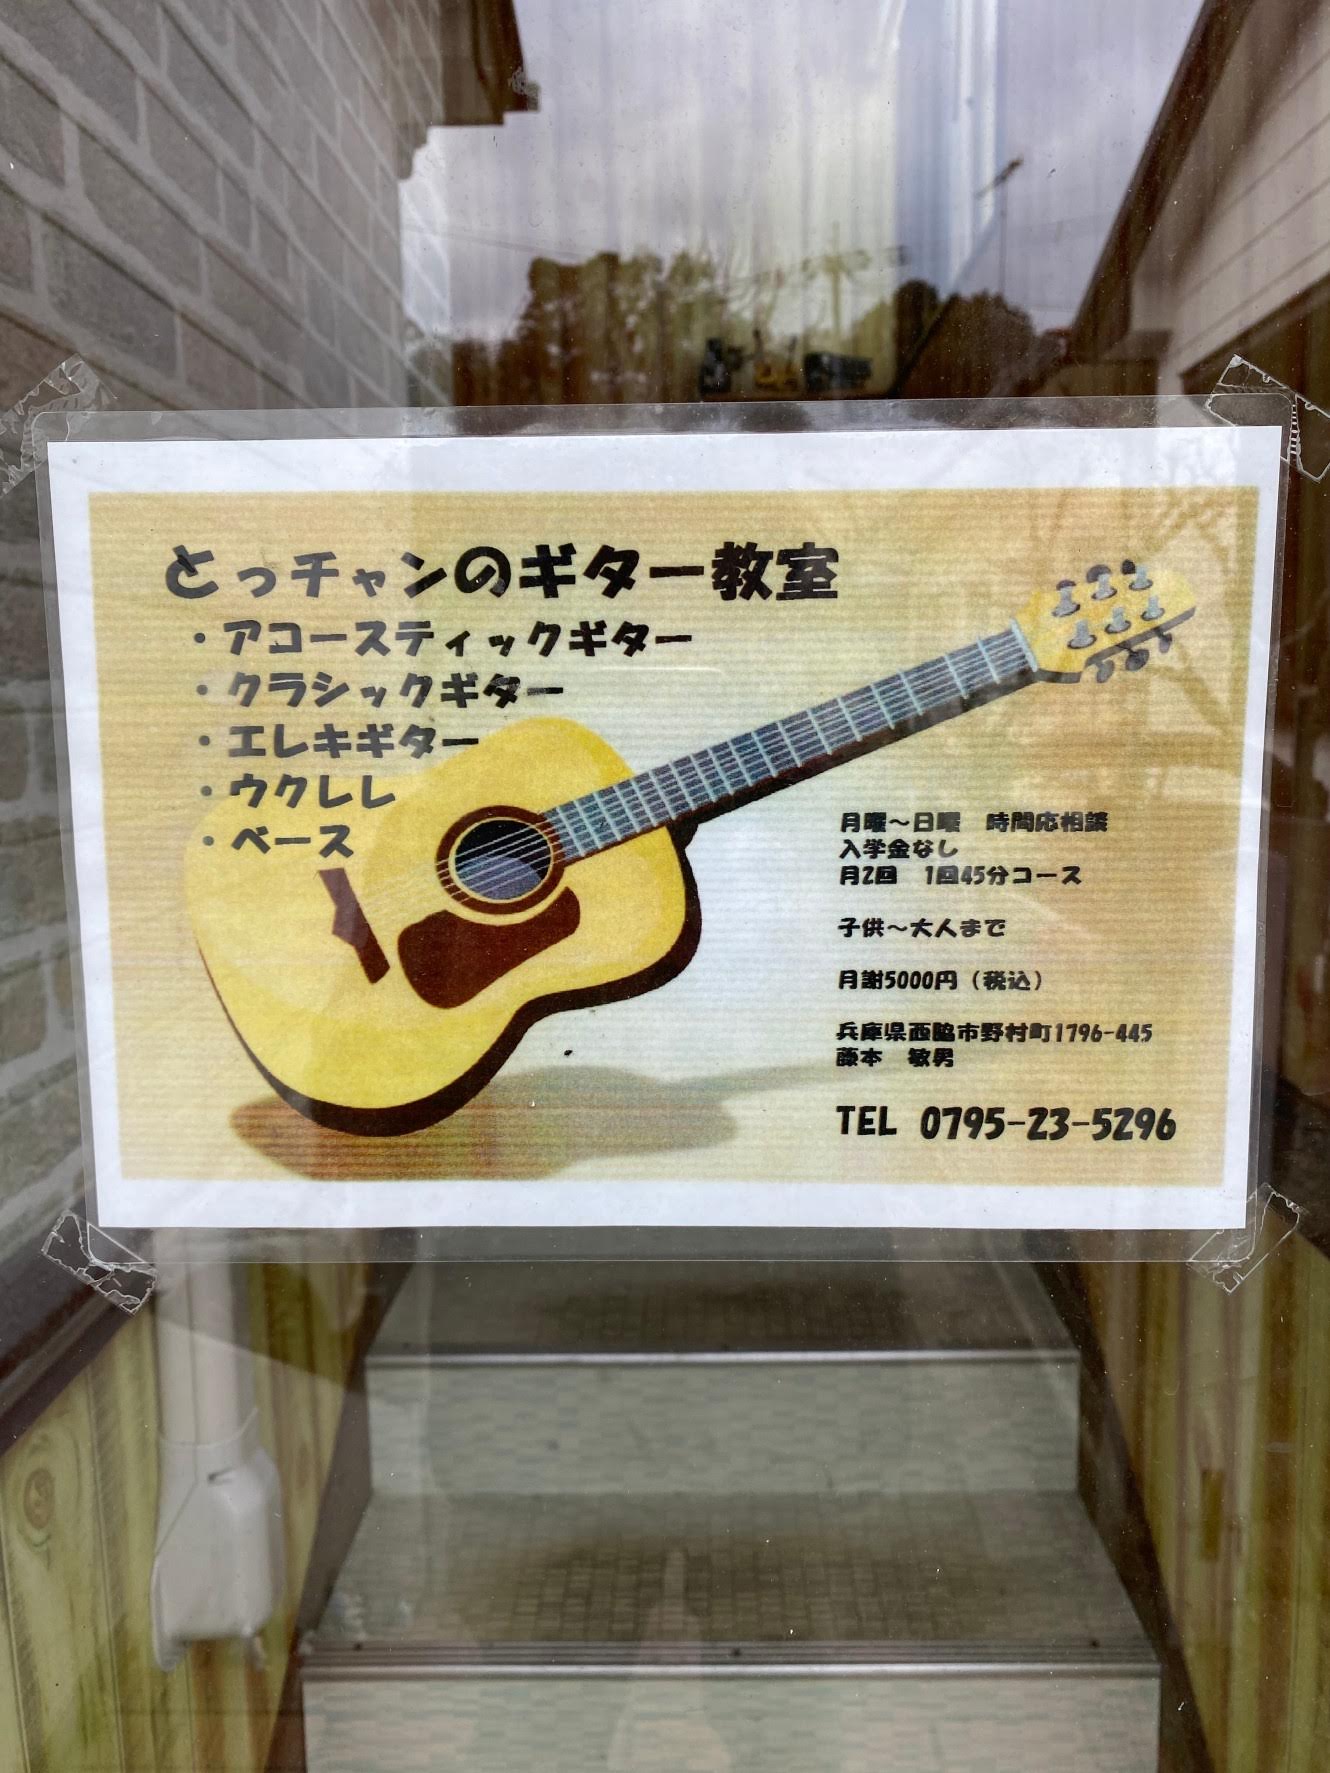 とっチャンのギター教室
・アコースティックギター
・クラシックギター
・エレキギター
・ウクレレ
・ベース
月曜～日曜　時間応相談
入学金なし
月2回　1回45分コース
子供～大人まで
月謝5000円（税込）
兵庫県西脇市野村町1796-445
藤本　敏男
TEL 0795-23-5296